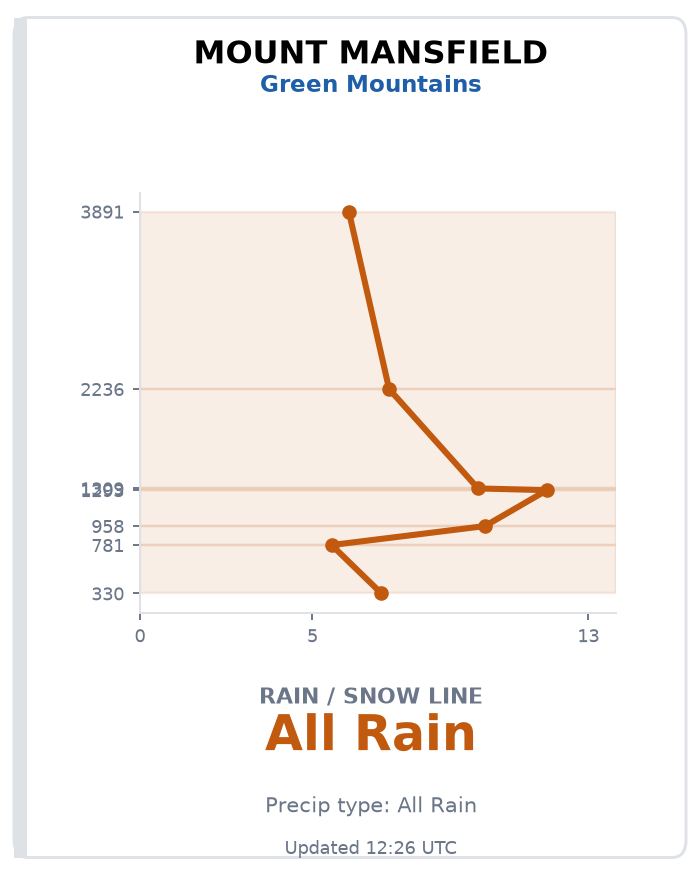 MOUNT MANSFIELD
Green Mountains
3891
2236
958
781
330
0 5 13
RAIN / SNOW LINE
All Rain
Precip type: All Rain
Updated 12:26 UTC